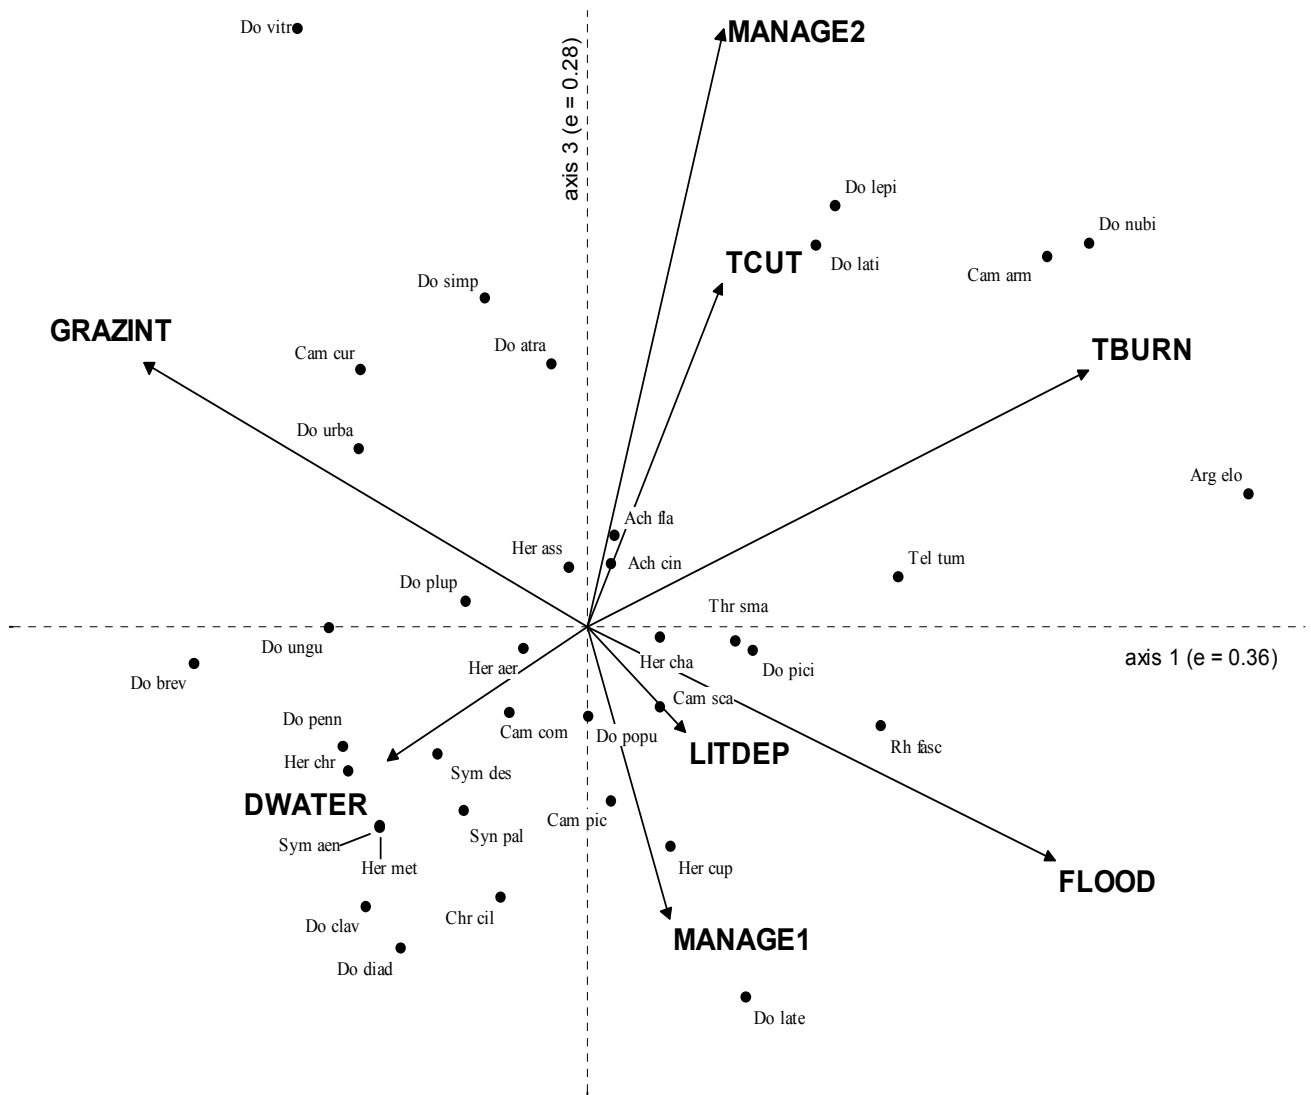 Do vitr
MANAGE2
axis 3 (e = 0.28)
Do lepi
Do nubi
TCUT
Do lati
Cam arm
Do simp
GRAZINT
Cam cur
Do atra
TBURN
Do urba
Arg elo
Ach fla
Her ass
Ach cin
Tel tum
Do plup
Thr sma
Do ungu
Her aer
Her cha
Do pici
axis 1 (e = 0.36)
Do brev
Cam sca
Do penn
Cam com
Do popu
Rh fasc
LITDEP
Her chr
Sym des
DWATER
Cam pic
Syn pal
Sym aen
Her met
Her cup
FLOOD
Do clav
Chr cil
MANAGE1
Do diad
Do late